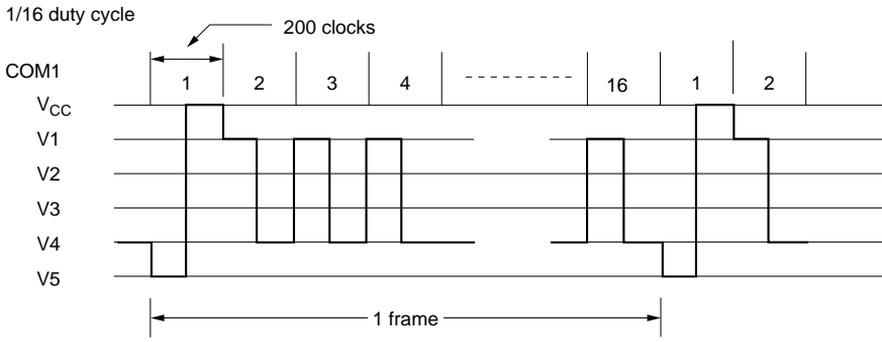 1/16 duty cycle
200 clocks
COM1
1 2 3 4 16 1 2
VCC
V1
V2
V3
V4
V5
1 frame